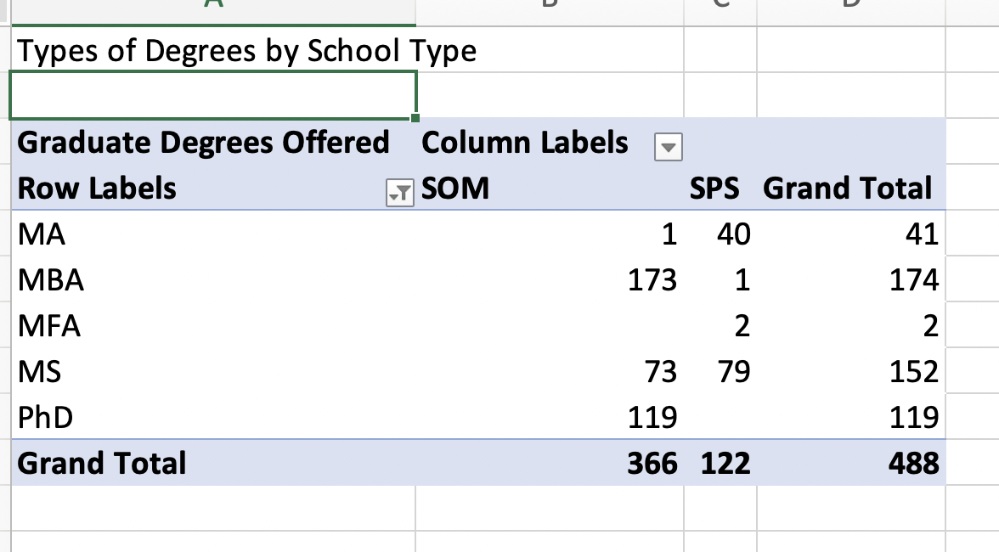 A B C D
Types of Degrees by School Type
Graduate Degrees Offered Column Labels
Row Labels SOM SPS Grand Total
MA 1 40 41
MBA 173 1 174
MFA 2 2
MS 73 79 152
PhD 119 119
Grand Total 366 122 488